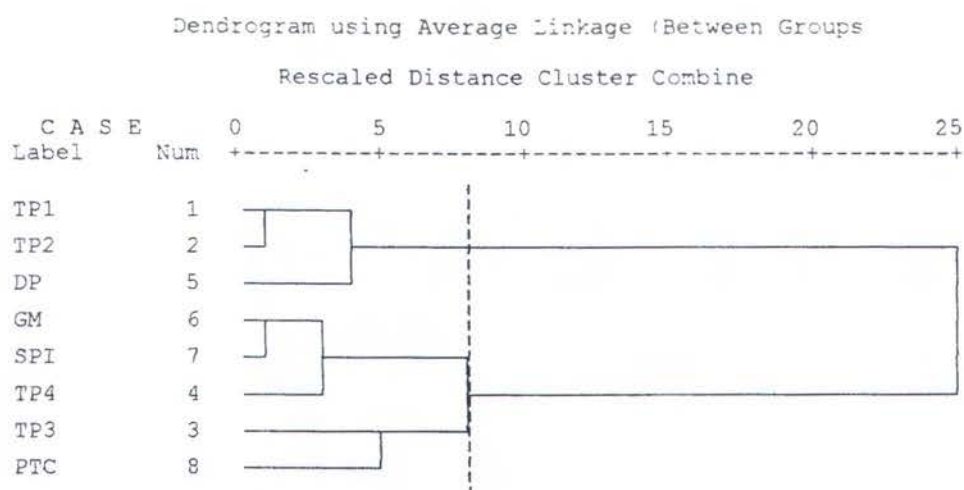 Dendrogram using Average Linkage (Between Groups
Rescaled Distance Cluster Combine
C A S E 0 5 10 15 20 25
Label Num
TP1 1
TP2 2
DP 5
GM 6
SPI 7
TP4 4
TP3 3
PTC 8